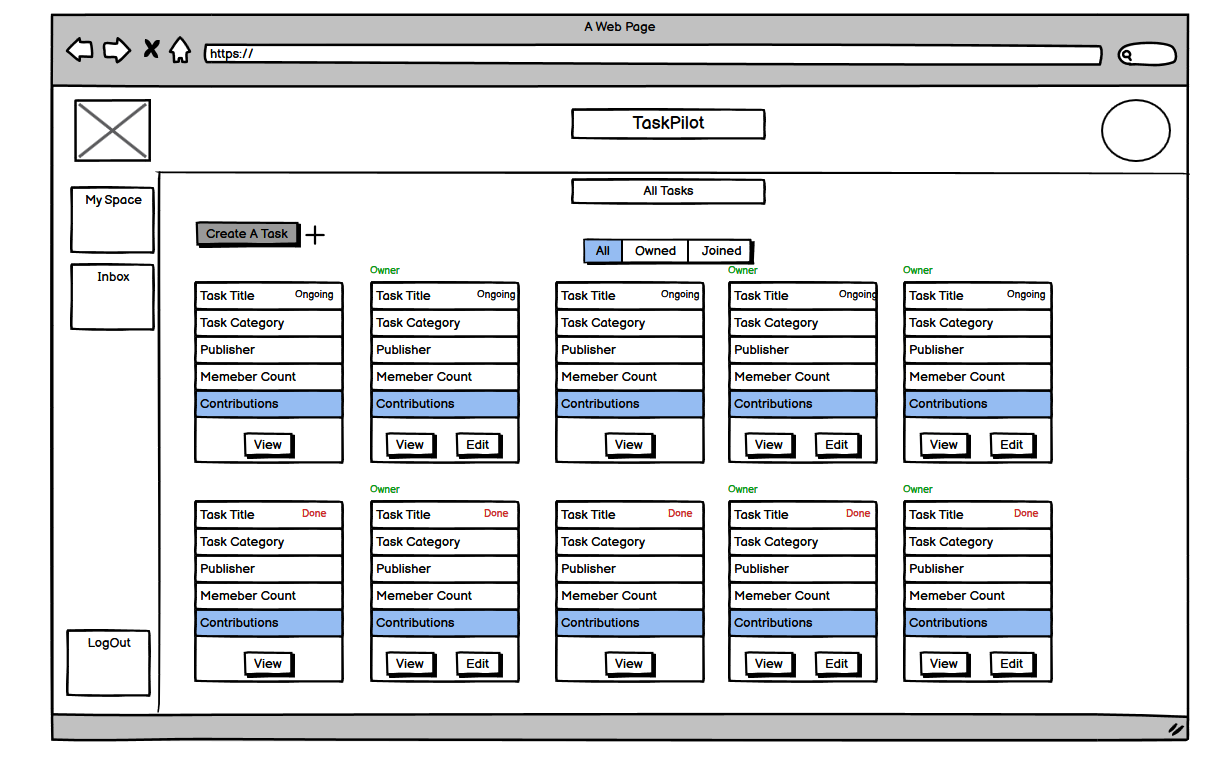 A Web Page
https://
TaskPilot
My Space
All Tasks
Create A Task
All Owned Joined
Inbox
Owner Owner Owner
Task Title Ongoing Task Title Ongoing Task Title Ongoing Task Title Ongoing Task Title Ongoing
Task Category Task Category Task Category Task Category Task Category
Publisher Publisher Publisher Publisher Publisher
Memeber Count Memeber Count Memeber Count Memeber Count Memeber Count
Contributions Contributions Contributions Contributions Contributions
View View Edit View View Edit View Edit
Owner Owner Owner
Task Title Done Task Title Done Task Title Done Task Title Done Task Title Done
Task Category Task Category Task Category Task Category Task Category
Publisher Publisher Publisher Publisher Publisher
Memeber Count Memeber Count Memeber Count Memeber Count Memeber Count
Contributions Contributions Contributions Contributions Contributions
LogOut
View View Edit View View Edit View Edit